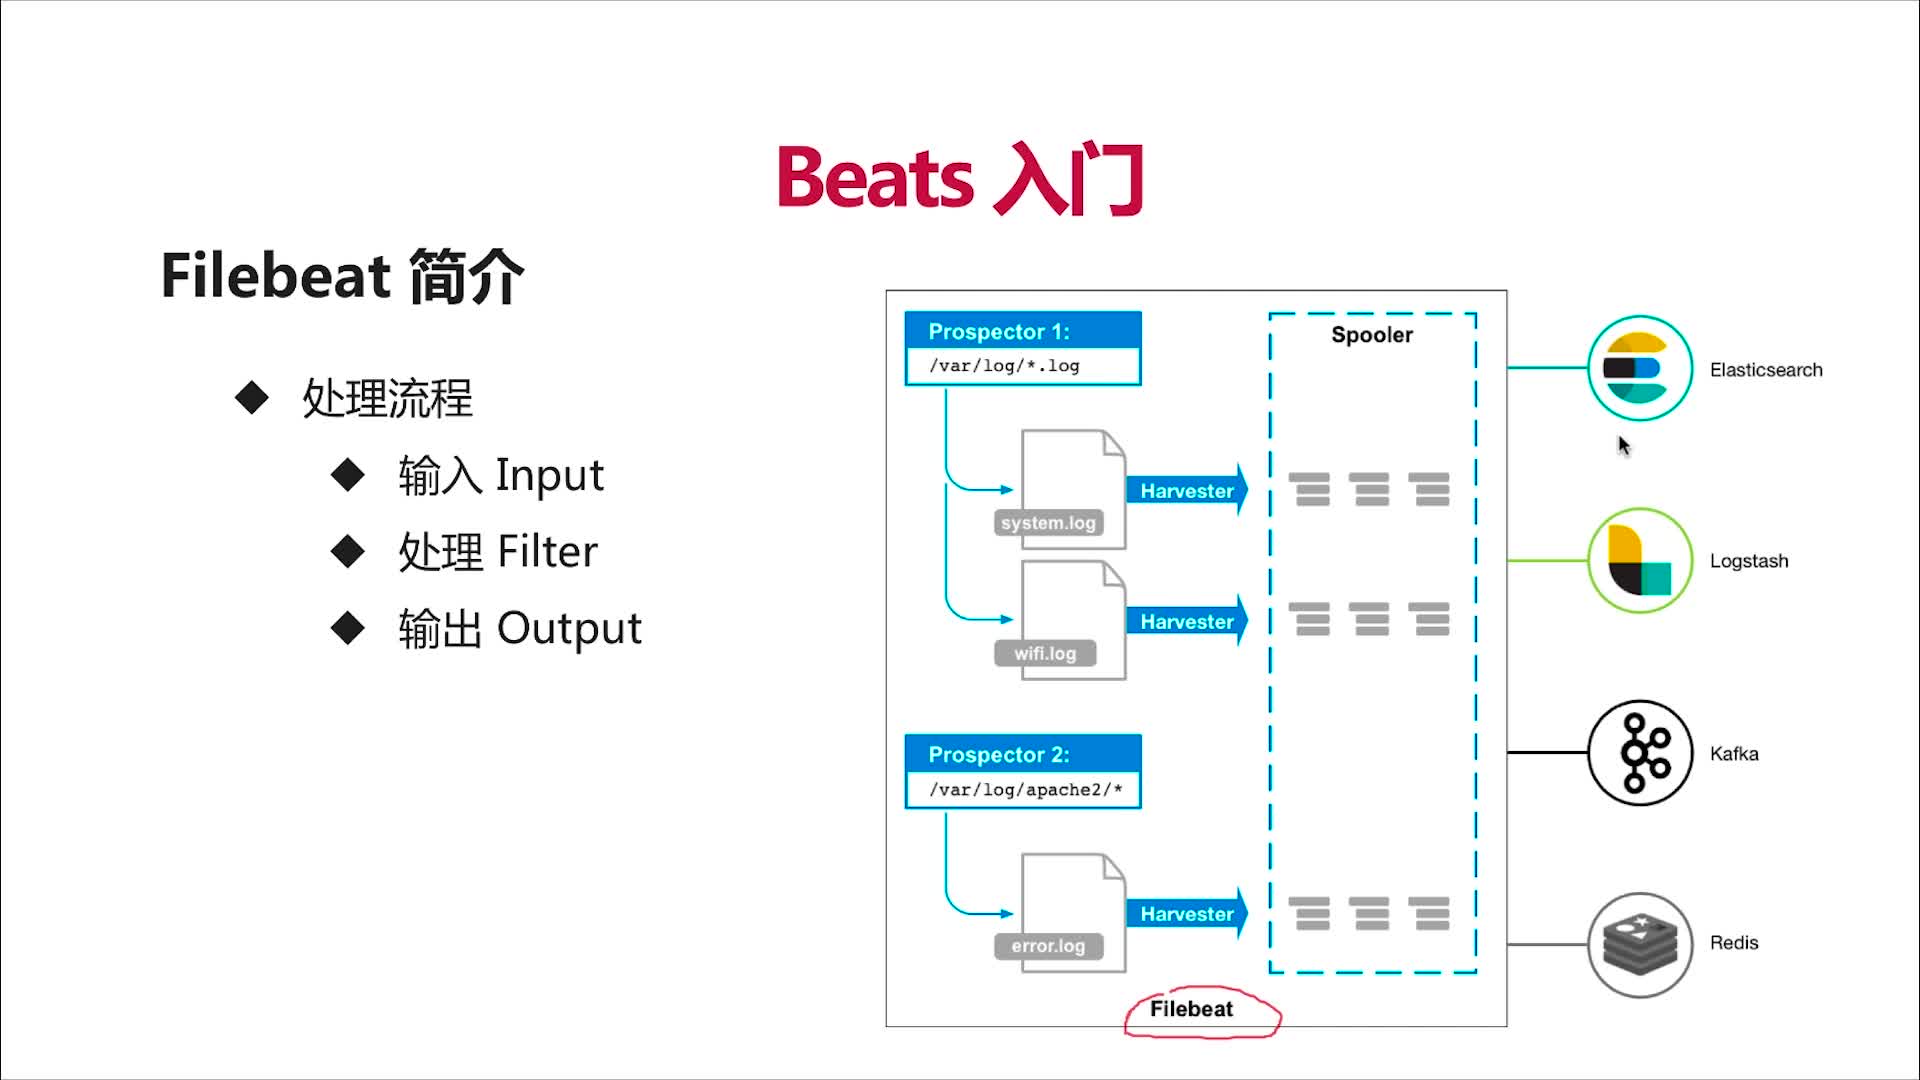 Beats 入门
Filebeat 简介
处理流程
输入 Input
处理 Filter
输出 Output
Prospector 1:
/var/log/*.log
system.log
Harvester
wifi.log
Harvester
Prospector 2:
/var/log/apache2/*
error.log
Harvester
Spooler
Filebeat
Elasticsearch
Logstash
Kafka
Redis